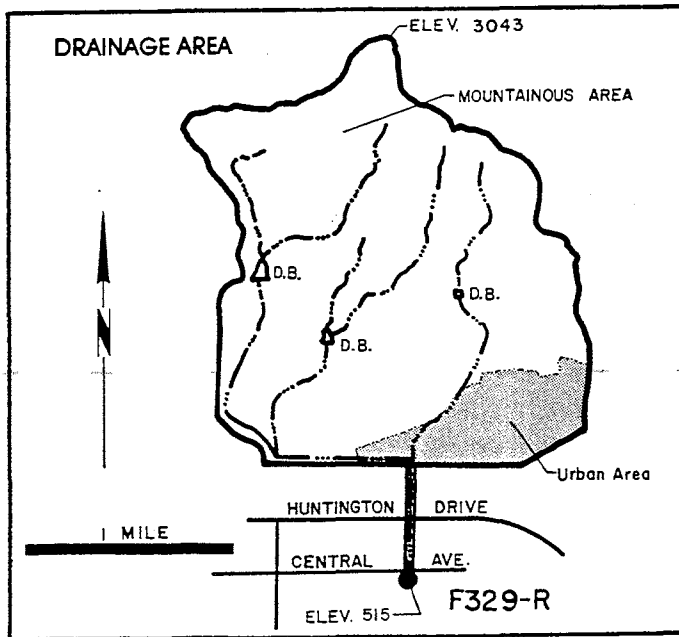 ELEV. 3043
DRAINAGE AREA
MOUNTAINOUS AREA
D.B.
D.B.
D.B.
N
Urban Area
HUNTINGTON DRIVE
1 MILE
CENTRAL AVE.
F329-R
ELEV. 515